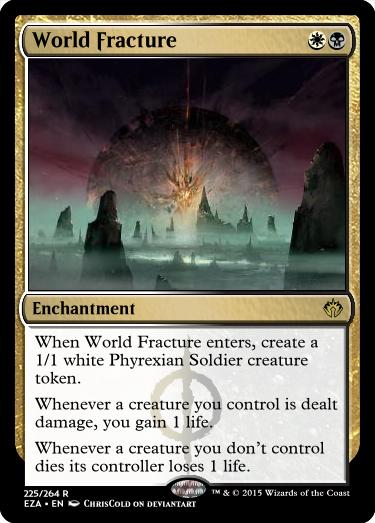 World Fracture
Enchantment
When World Fracture enters, create a
1/1 white Phyrexian Soldier creature
token.
Whenever a creature you control is dealt
damage, you gain 1 life.
Whenever a creature you don't control
dies its controller loses 1 life.
225/264 R
EZA • EN ChrisCold on deviantart
™ & © 2015 Wizards of the Coast